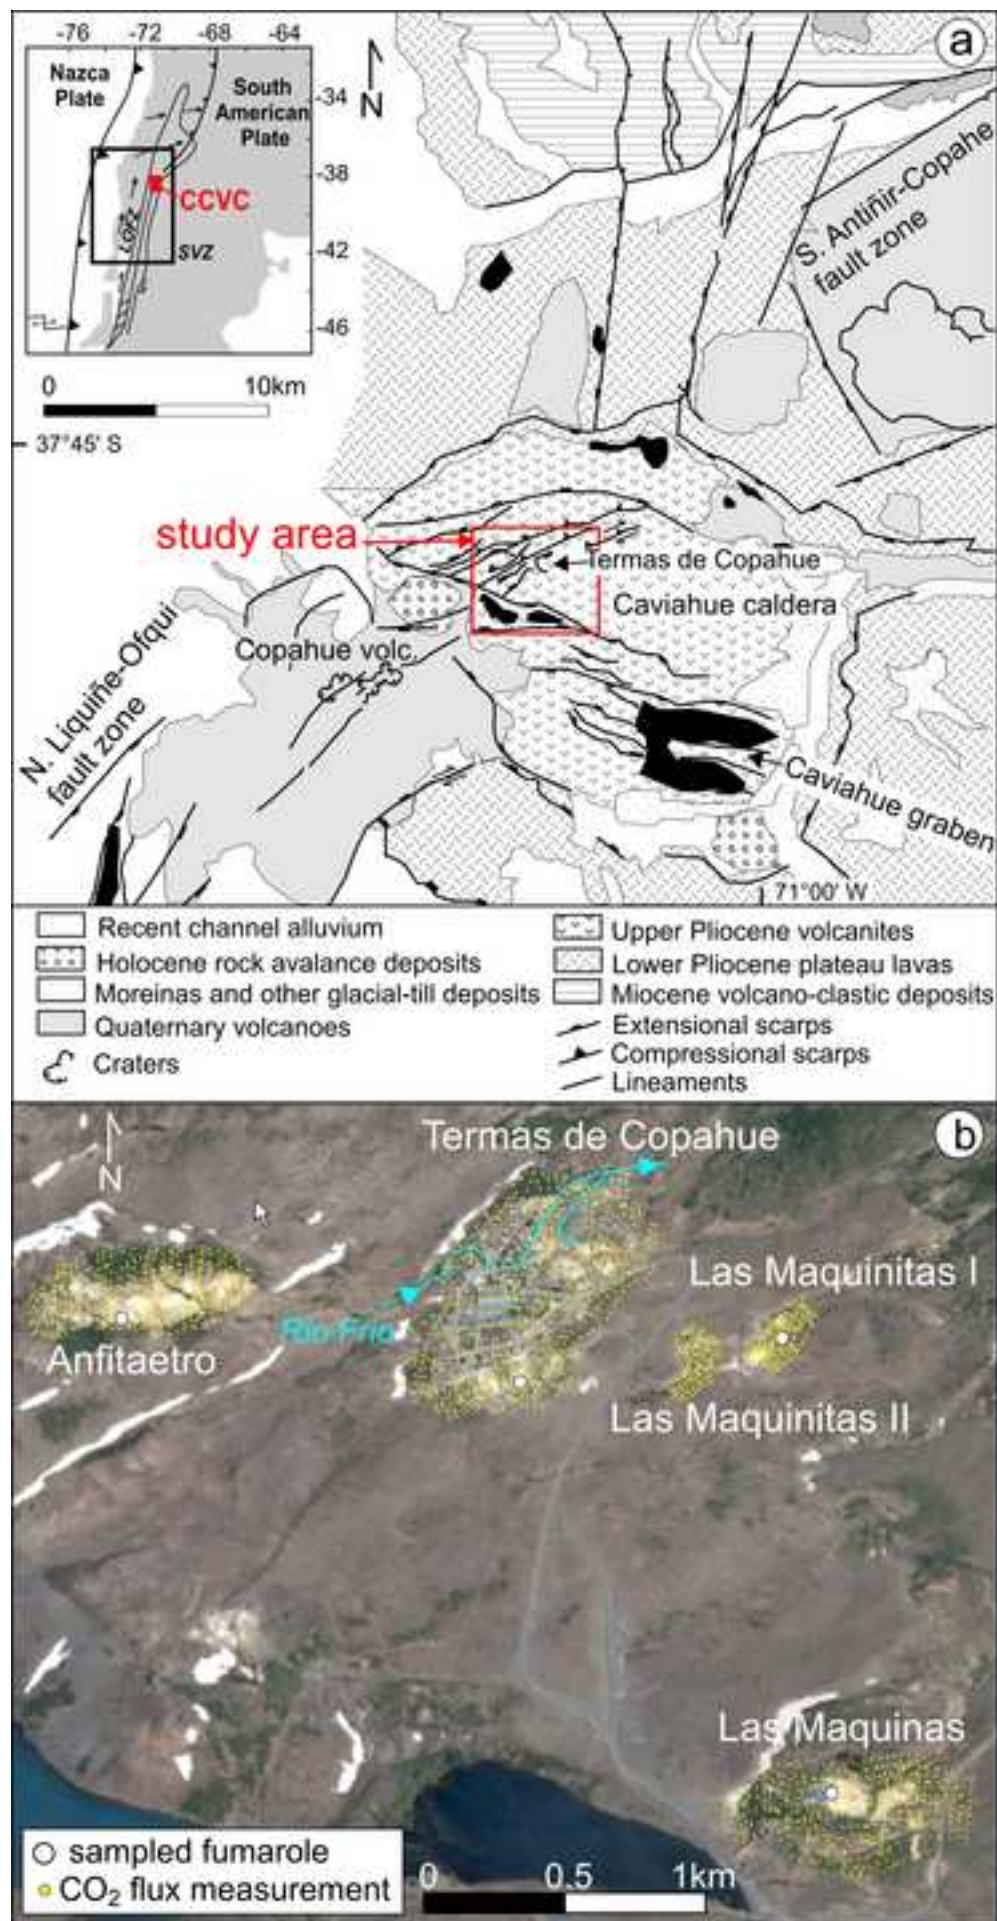 a
-76 -72 -68 -64
Nazca
Plate
South
American
Plate
N
-34
-38
-42
-46
CCVC
LOFZ
SVZ
0 10km
37°45' S
S. Antiñir-Copahe
fault zone
study area
Termas de Copahue
Caviahue caldera
Copahue volc.
N. Liquiñe-Ofqui
fault zone
Caviahue graben
71°00' W
Recent channel alluvium
Holocene rock avalance deposits
Moreinas and other glacial-till deposits
Quaternary volcanoes
Craters
Upper Pliocene volcanites
Lower Pliocene plateau lavas
Miocene volcano-clastic deposits
Extensional scarps
Compressional scarps
Lineaments
b
N
Termas de Copahue
Las Maquinitas I
Rio Frio
Anfitaetro
Las Maquinitas II
Las Maquinas
sampled fumarole
CO₂ flux measurement
0 0.5 1km